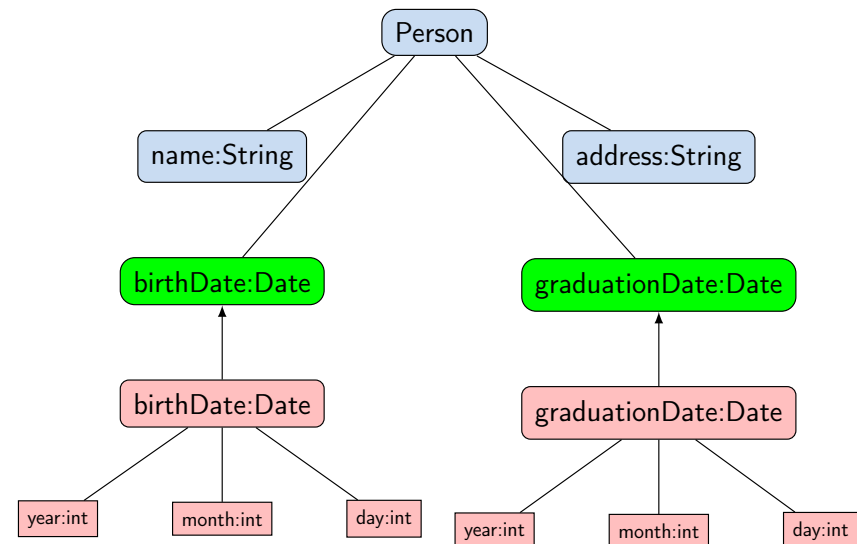 Person
name:String
address:String
birthDate:Date
graduationDate:Date
birthDate:Date
graduationDate:Date
year:int
month:int
day:int
year:int
month:int
day:int